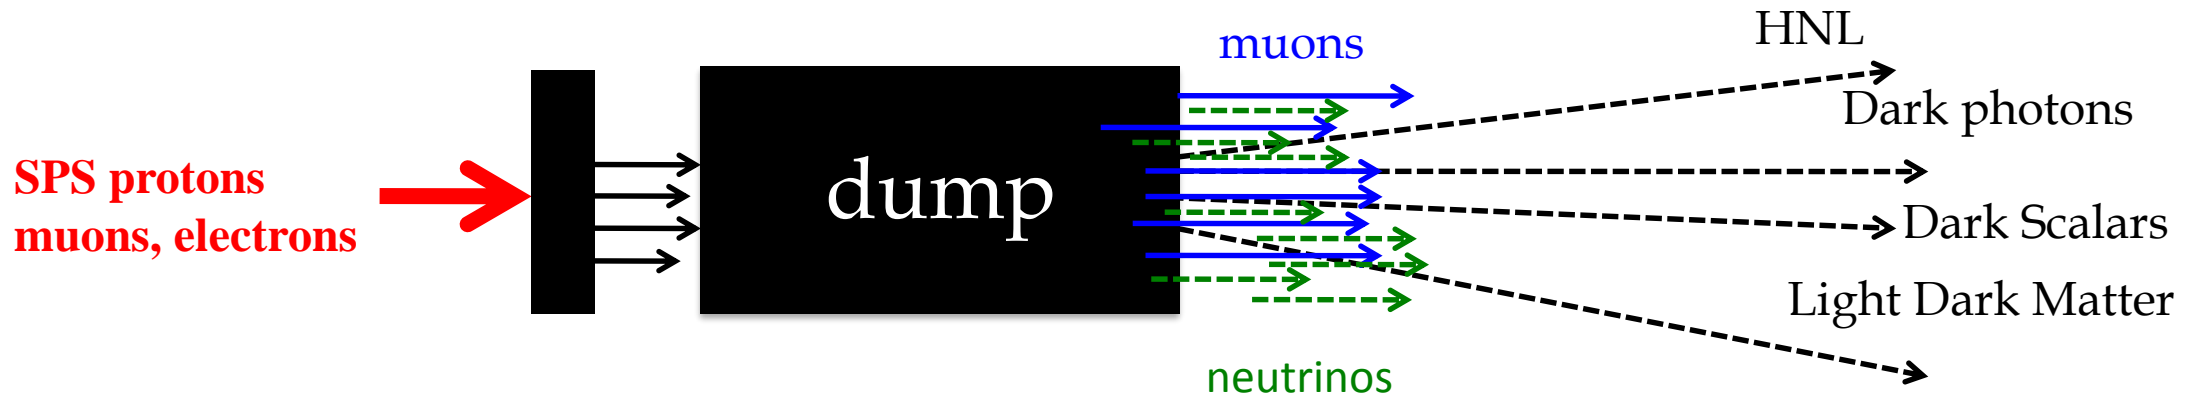 SPS protons
muons, electrons
dump
muons
neutrinos
HNL
Dark photons
Dark Scalars
Light Dark Matter